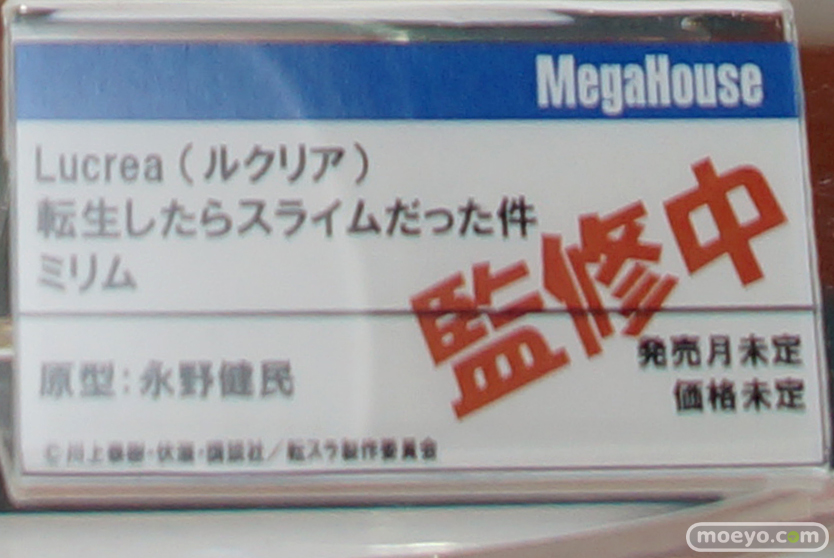 MegaHouse
Lucrea（ルクリア）
転生したらスライムだった件
ミリム
監修中
原型：永野健民
発売月未定
価格未定
©川上泰樹・伏瀬・講談社／転スラ製作委員会
moeyo.com